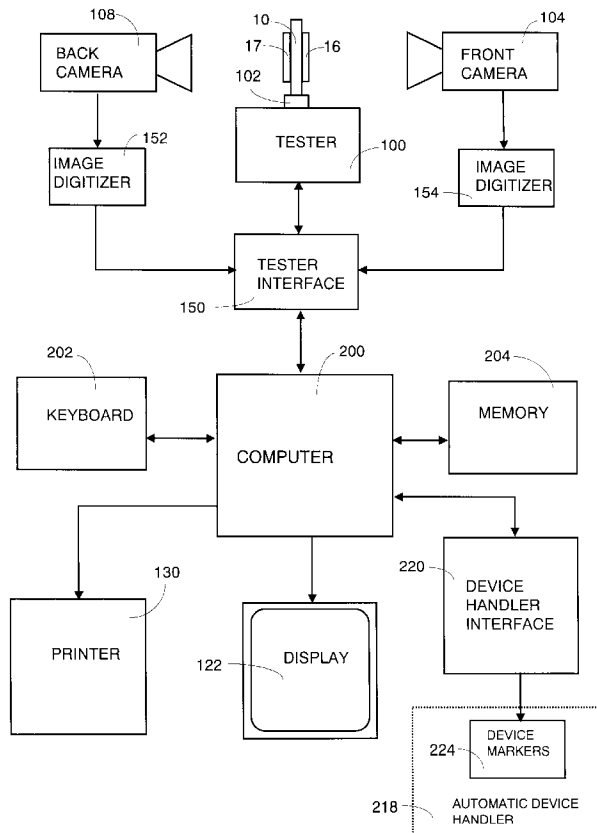 108
10
104
17
16
BACK
CAMERA
FRONT
CAMERA
102
152
TESTER
100
IMAGE
DIGITIZER
IMAGE
DIGITIZER
154
TESTER
INTERFACE
150
202
200
204
KEYBOARD
MEMORY
COMPUTER
130
220
DEVICE
HANDLER
INTERFACE
PRINTER
122
DISPLAY
DEVICE
MARKERS
224
218
AUTOMATIC DEVICE
HANDLER